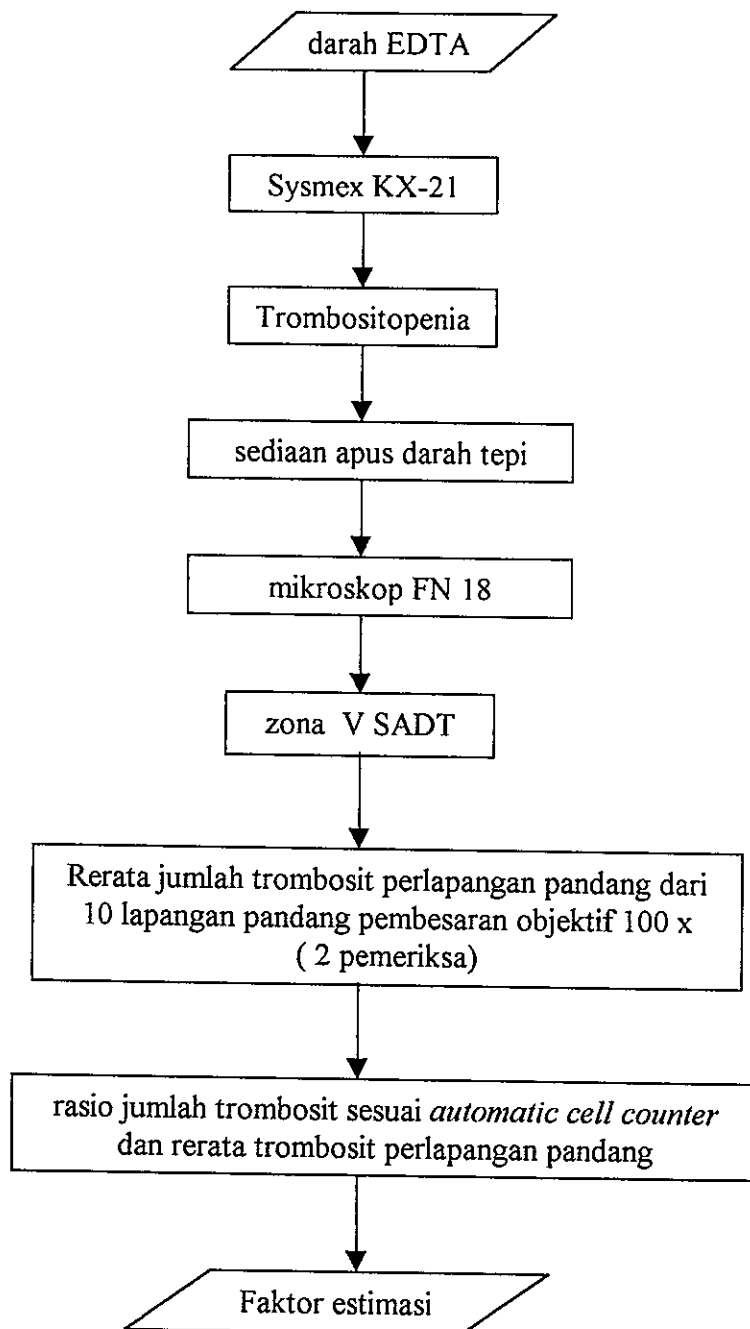 darah EDTA
Sysmex KX-21
Trombositopenia
sediaan apus darah tepi
mikroskop FN 18
zona V SADT
Rerata jumlah trombosit perlapangan pandang dari
10 lapangan pandang pembesaran objektif 100 x
( 2 pemeriksa)
rasio jumlah trombosit sesuai automatic cell counter
dan rerata trombosit perlapangan pandang
Faktor estimasi